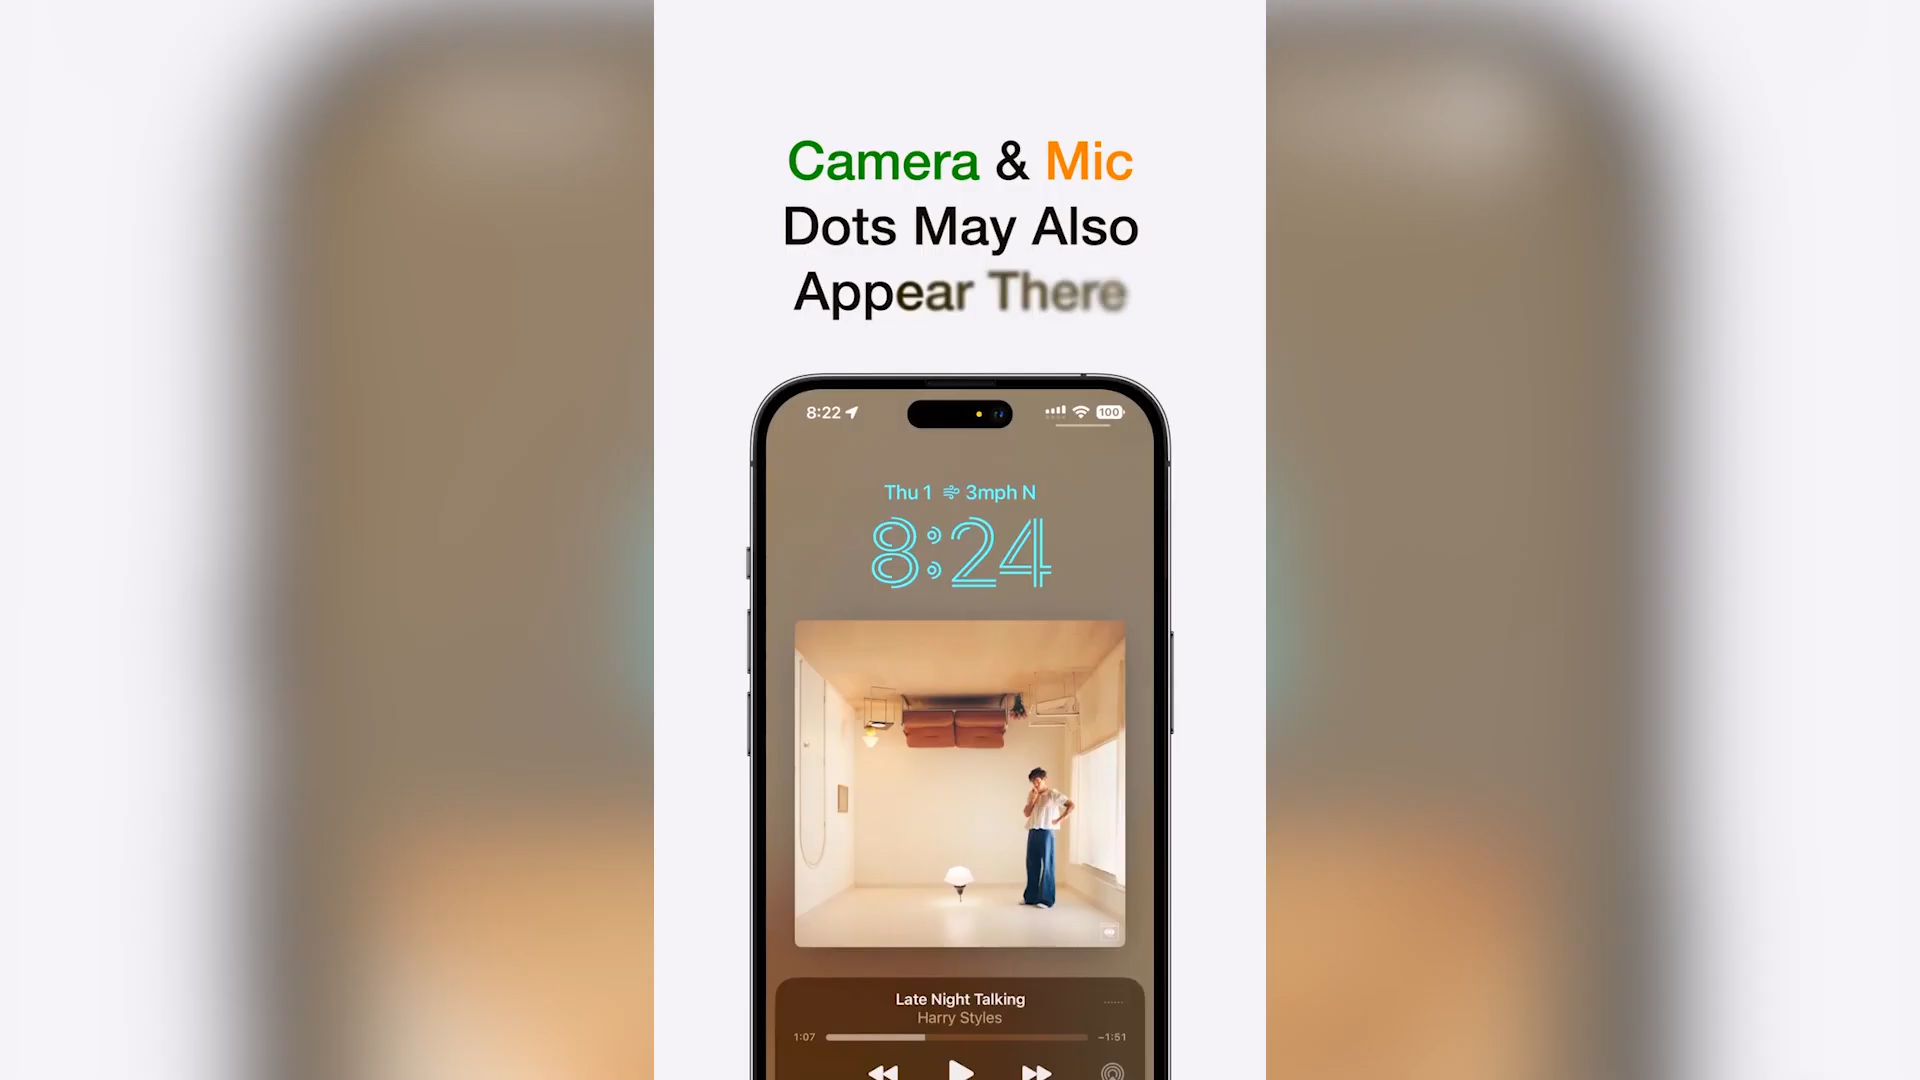 Camera & Mic
Dots May Also
Appear There
8:22
100
Thu 1 3mph N
8:24
Late Night Talking
Harry Styles
1:07
-1:51